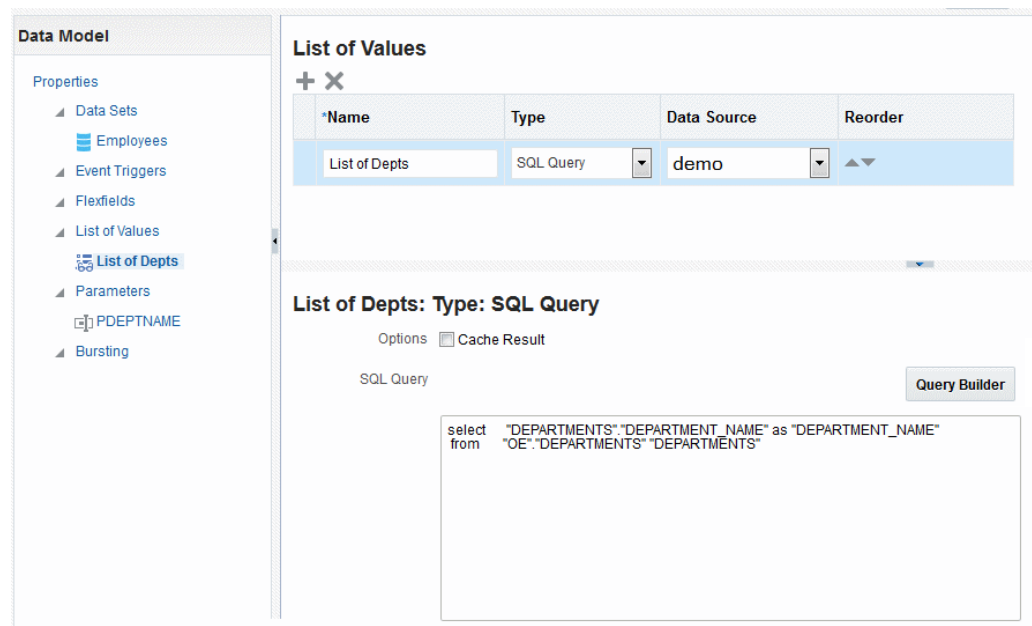 Data Model
Properties
Data Sets
Employees
Event Triggers
Flexfields
List of Values
List of Depts
Parameters
PDEPTNAME
Bursting
List of Values
*Name Type Data Source Reorder
List of Depts SQL Query demo
List of Depts: Type: SQL Query
Options Cache Result
SQL Query Query Builder
select "DEPARTMENTS"."DEPARTMENT_NAME" as "DEPARTMENT_NAME"
from "OE"."DEPARTMENTS" "DEPARTMENTS"